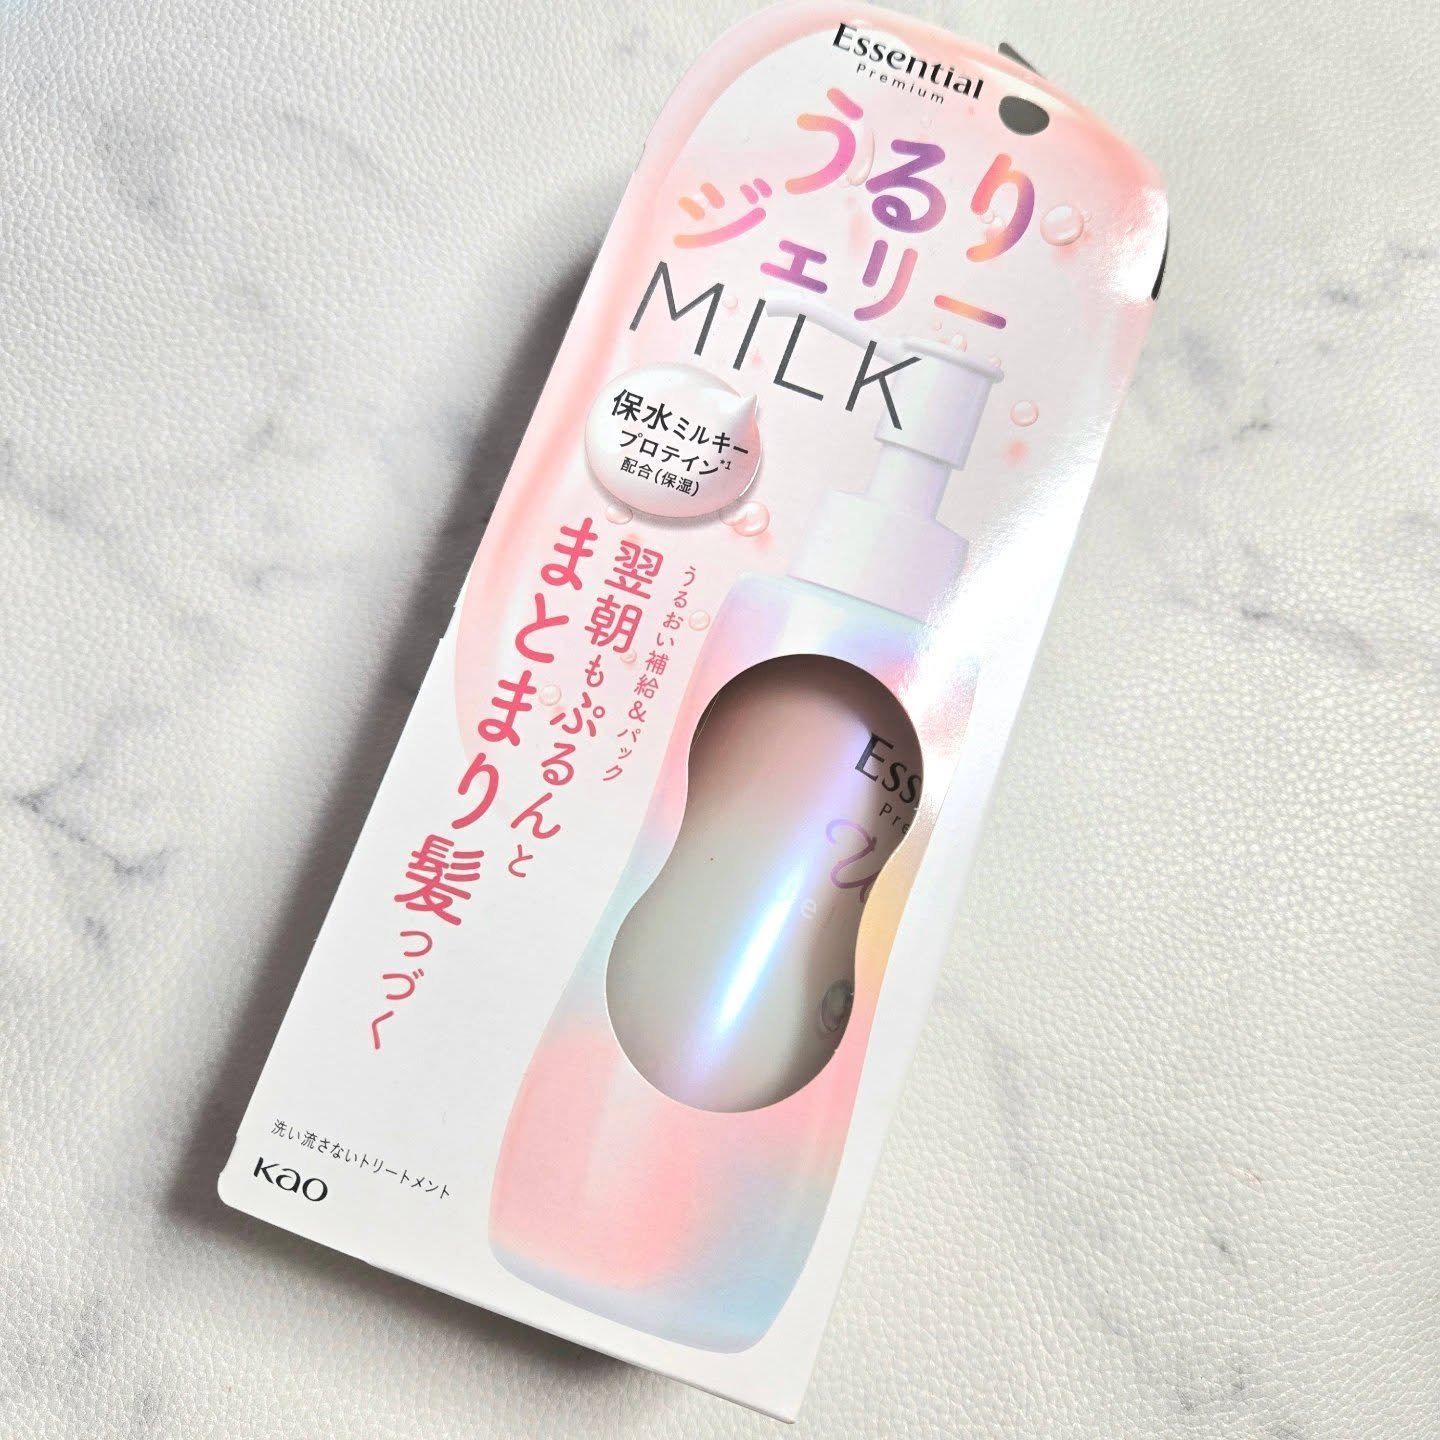 Essential
Premium
うるり
ジェリー
MILK
保水ミルキー
プロテイン*1
配合(保湿)
うるおい補給&パック
翌朝もぷるんと
まとまり髪つづく
Ess
Pre
U
e
洗い流さないトリートメント
Kao